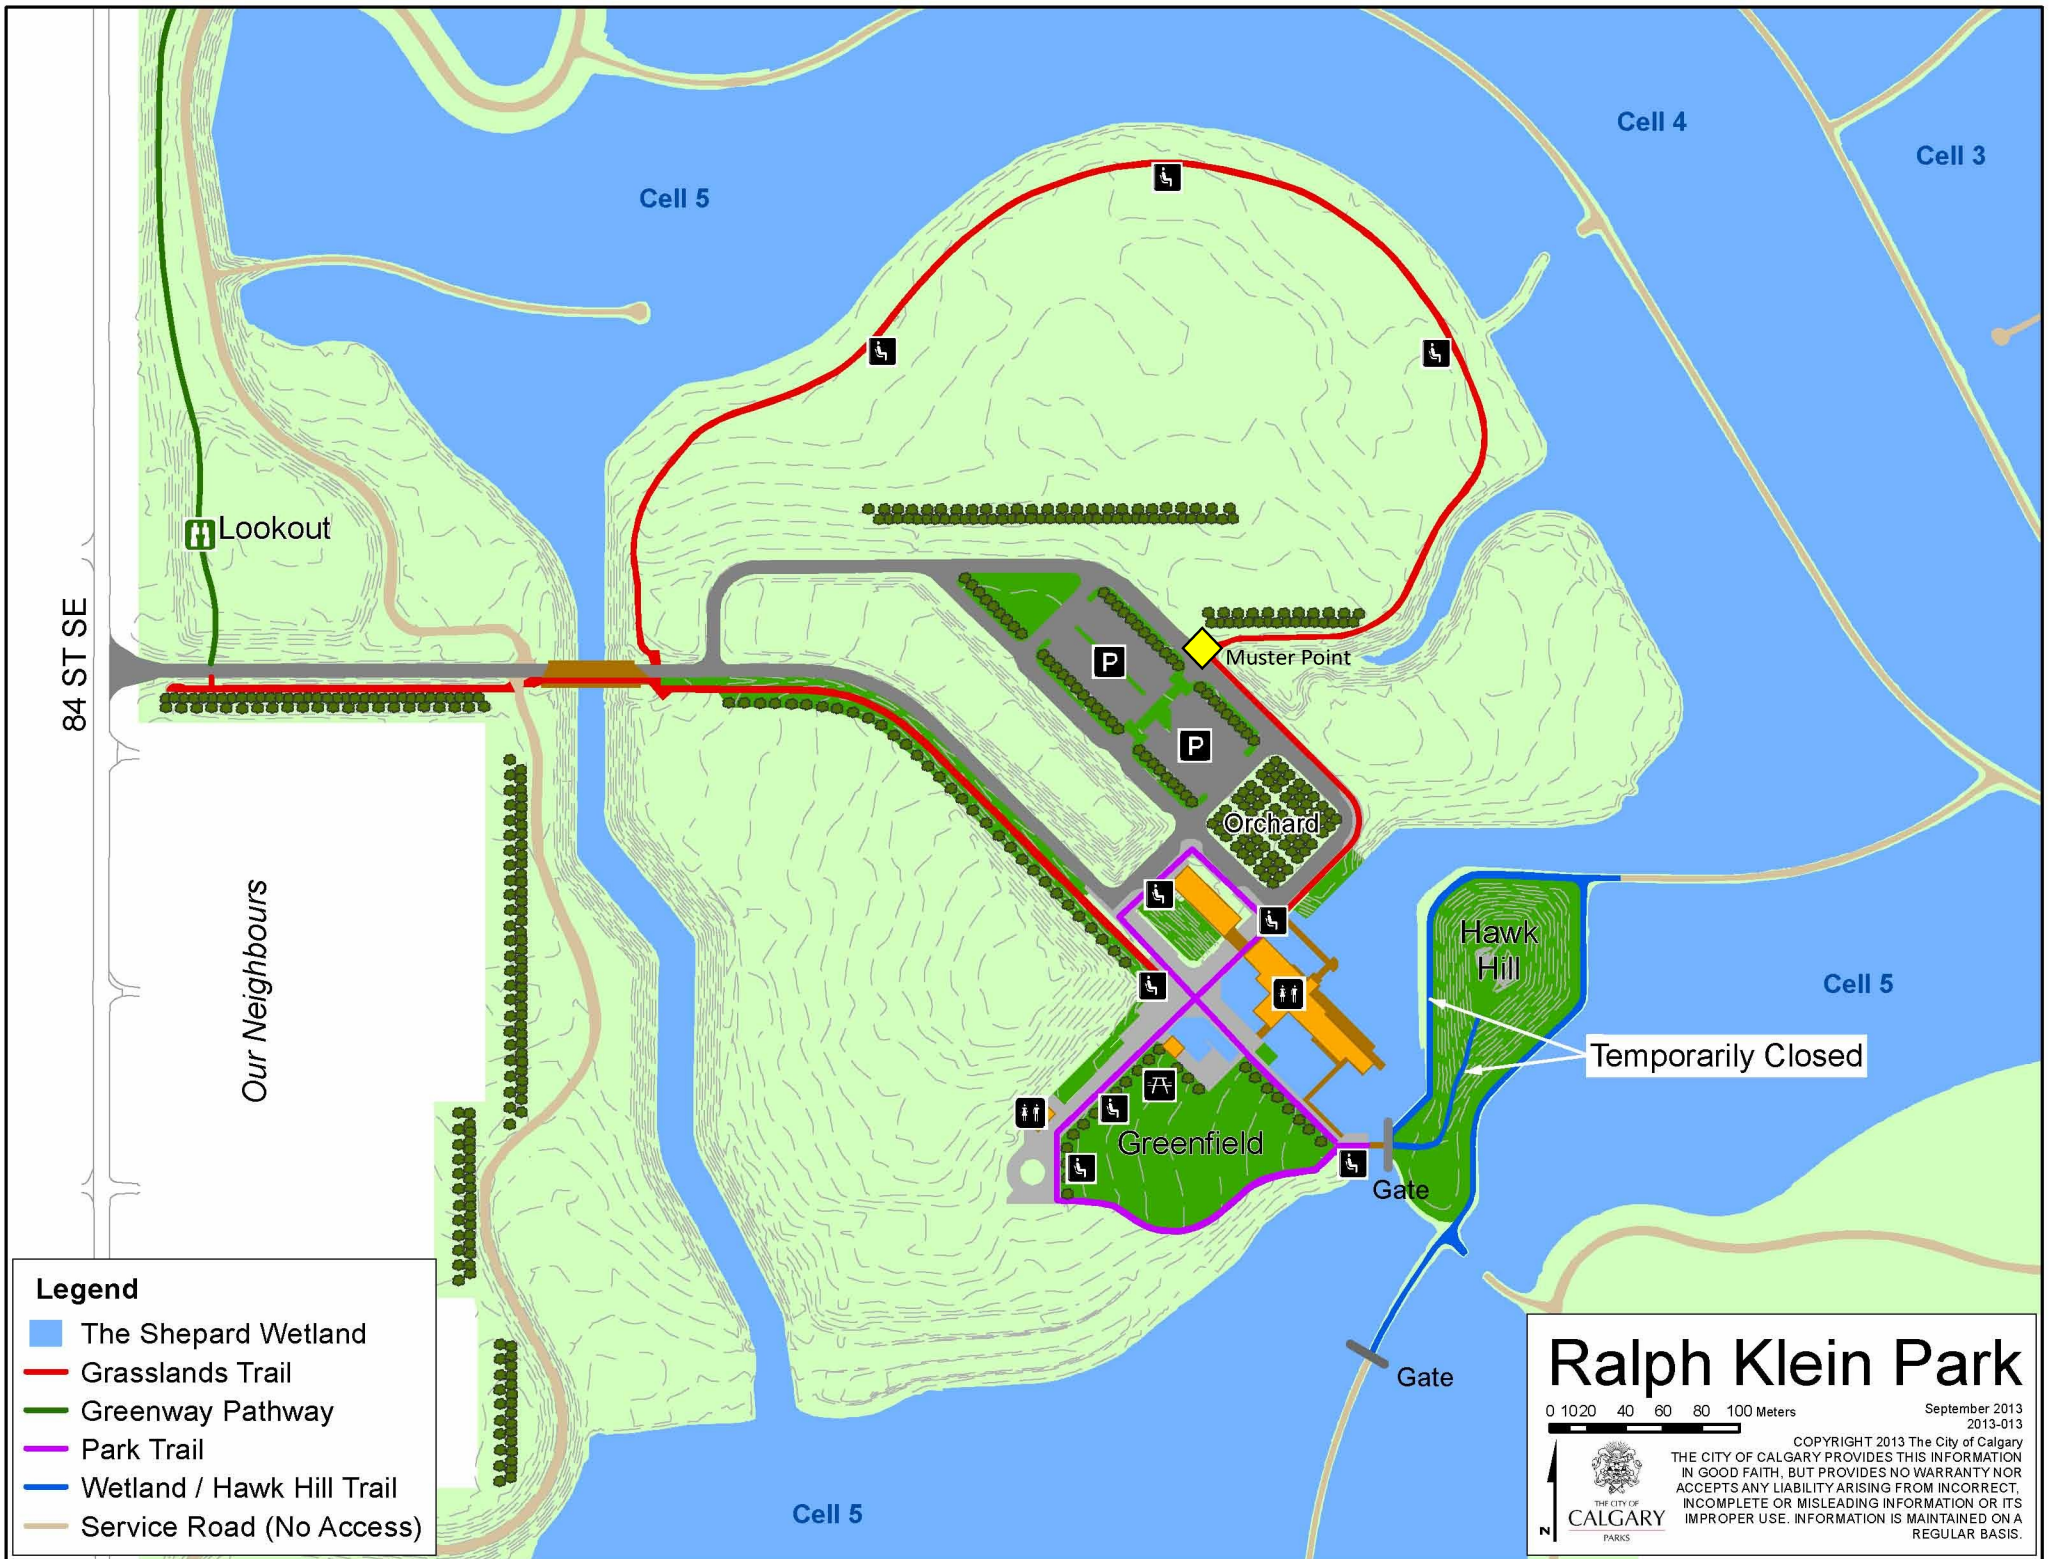 Cell 4
Cell 3
Cell 5
Lookout
84 ST SE
P
Muster Point
P
Orchard
Our Neighbours
Hawk
Hill
Cell 5
Temporarily Closed
Greenfield
Gate
Gate
Cell 5
Legend
The Shepard Wetland
Grasslands Trail
Greenway Pathway
Park Trail
Wetland / Hawk Hill Trail
Service Road (No Access)
Ralph Klein Park
0 10 20 40 60 80 100 Meters
September 2013
2013-013
COPYRIGHT 2013 The City of Calgary
THE CITY OF CALGARY PROVIDES THIS INFORMATION
IN GOOD FAITH, BUT PROVIDES NO WARRANTY NOR
ACCEPTS ANY LIABILITY ARISING FROM INCORRECT,
INCOMPLETE OR MISLEADING INFORMATION OR ITS
IMPROPER USE. INFORMATION IS MAINTAINED ON A
REGULAR BASIS.
N
THE CITY OF
CALGARY
PARKS